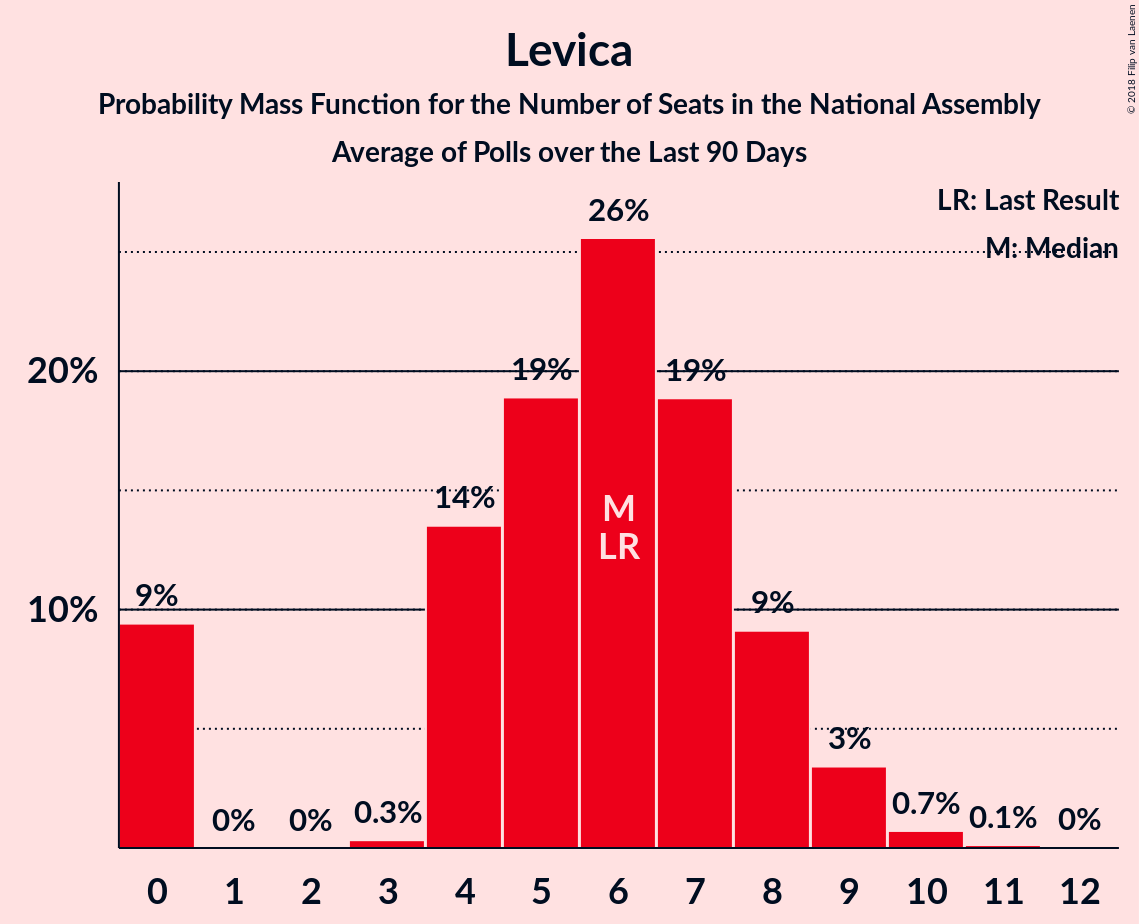 Levica
Probability Mass Function for the Number of Seats in the National Assembly
Average of Polls over the Last 90 Days
© 2018 Filip van Laenen
LR: Last Result
M: Median
26%
20%
19%
19%
14%
M
LR
10%
9%
9%
3%
0.3%
0.7%
0%
0%
0.1%
0%
0 1 2 3 4 5 6 7 8 9 10 11 12